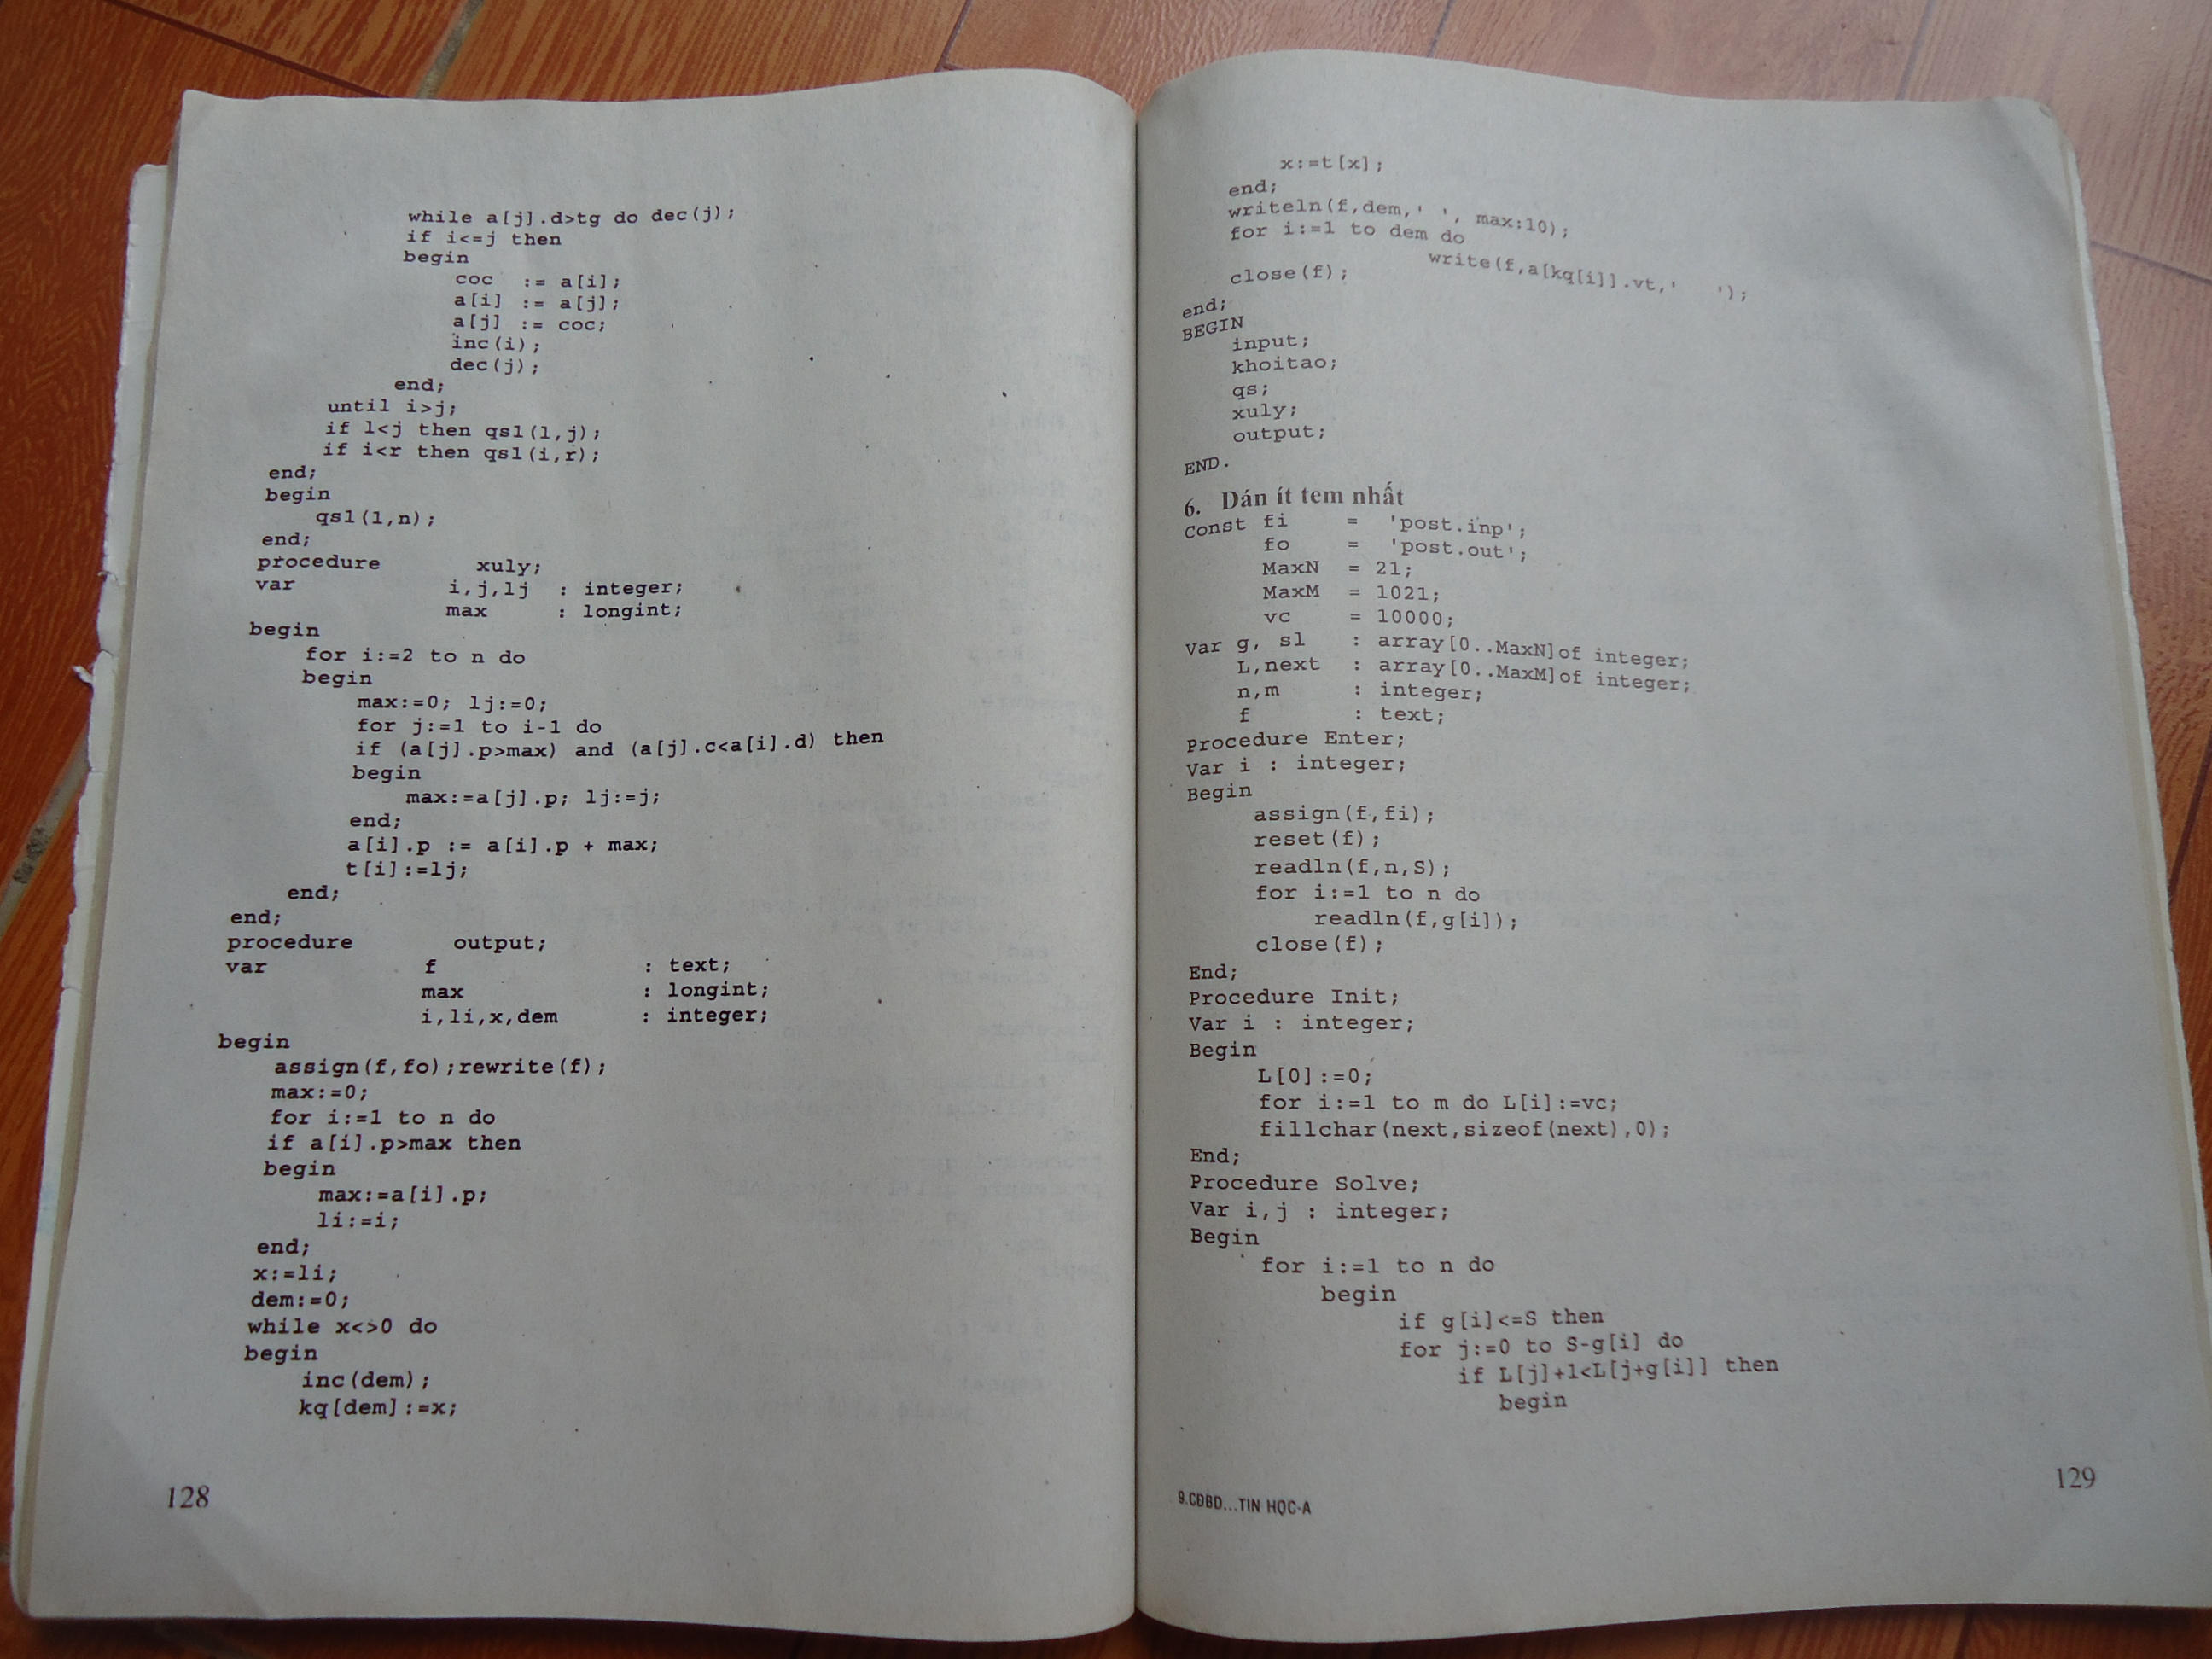 while a[j].d>tg do dec(j);
if i<=j then
begin
coc := a[i];
a[i] := a[j];
a[j] := coc;
inc(i);
dec(j);
end;
until i>j;
if l<j then qsl(l,j);
if i<r then qsl(i,r);
end;
begin
qsl(1,n);
end;
procedure xuly;
var i,j,lj : integer;
max : longint;
begin
for i:=2 to n do
begin
max:=0; lj:=0;
for j:=1 to i-1 do
if (a[j].p>max) and (a[j].c<a[i].d) then
begin
max:=a[j].p; lj:=j;
end;
a[i].p := a[i].p + max;
t[i]:=lj;
end;
end;
procedure output;
var f : text;
max : longint;
i,li,x,dem : integer;
begin
assign(f,fo);rewrite(f);
max:=0;
for i:=1 to n do
if a[i].p>max then
begin
max:=a[i].p;
li:=i;
end;
x:=li;
dem:=0;
while x<>0 do
begin
inc(dem);
kq[dem]:=x;
128
x:=t[x];
end;
writeln(f,dem,' ', max:10);
for i:=1 to dem do
write(f,a[kq[i]].vt,' ');
close(f);
end;
BEGIN
input;
khoitao;
qs;
xuly;
output;
END.
6. Dán ít tem nhất
Const fi = 'post.inp';
fo = 'post.out';
MaxN = 21;
MaxM = 1021;
vc = 10000;
Var g, sl : array[0..MaxN]of integer;
L,next : array[0..MaxM]of integer;
n,m : integer;
f : text;
Procedure Enter;
Var i : integer;
Begin
assign(f,fi);
reset(f);
readln(f,n,S);
for i:=1 to n do
readln(f,g[i]);
close(f);
End;
Procedure Init;
Var i : integer;
Begin
L[0]:=0;
for i:=1 to m do L[i]:=vc;
fillchar(next,sizeof(next),0);
End;
Procedure Solve;
Var i,j : integer;
Begin
for i:=1 to n do
begin
if g[i]<=S then
for j:=0 to S-g[i] do
if L[j]+1<L[j+g[i]] then
begin
9.CĐBD...TIN HỌC-A
129